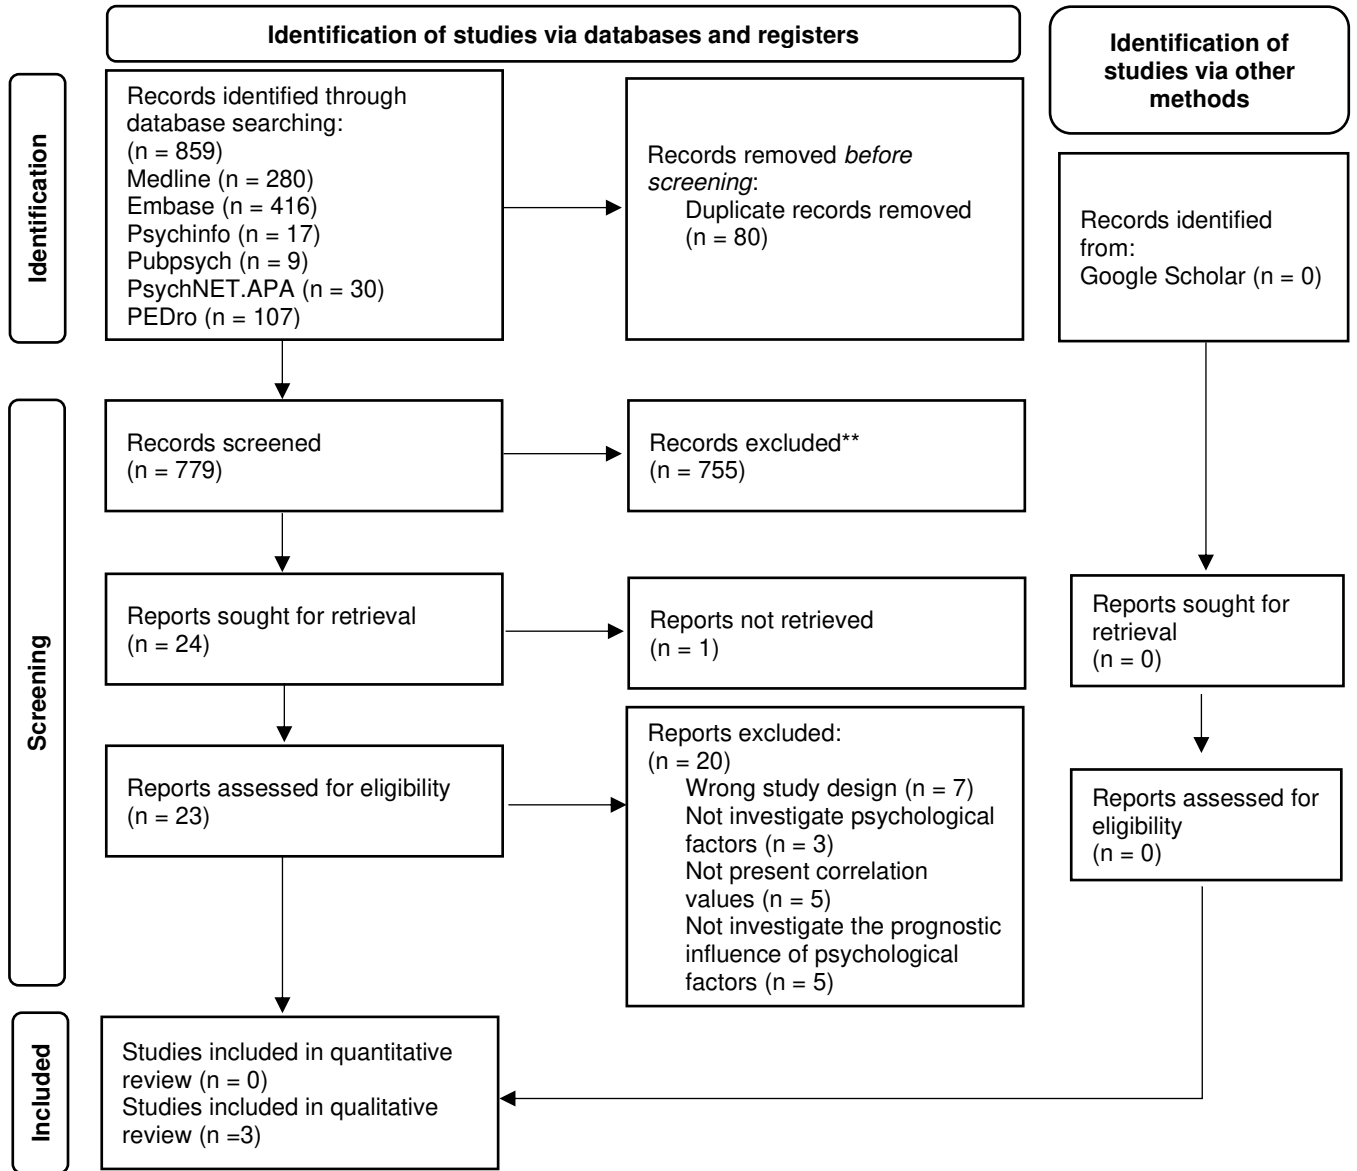 Identification of studies via databases and registers
Identification of
studies via other
methods
Identification
Records identified through
database searching:
(n = 859)
Medline (n = 280)
Embase (n = 416)
Psychinfo (n = 17)
Pubpsych (n = 9)
PsychNET.APA (n = 30)
PEDro (n = 107)
Records removed before
screening:
Duplicate records removed
(n = 80)
Records identified
from:
Google Scholar (n = 0)
Screening
Records screened
(n = 779)
Records excluded**
(n = 755)
Reports sought for retrieval
(n = 24)
Reports not retrieved
(n = 1)
Reports sought for
retrieval
(n = 0)
Reports assessed for eligibility
(n = 23)
Reports excluded:
(n = 20)
Wrong study design (n = 7)
Not investigate psychological
factors (n = 3)
Not present correlation
values (n = 5)
Not investigate the prognostic
influence of psychological
factors (n = 5)
Reports assessed for
eligibility
(n = 0)
Included
Studies included in quantitative
review (n = 0)
Studies included in qualitative
review (n =3)